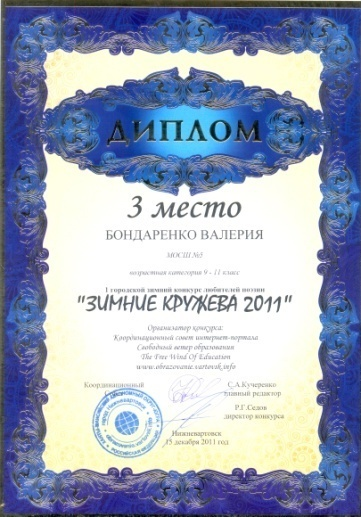 ДИПЛОМ
3 место
БОНДАРЕНКО ВАЛЕРИЯ
МОСШ №3
возрастная категория 9 - 11 класс
1 городской зимний конкурс любителей поэзии
"ЗИМНИЕ КРУЖЕВА 2011"
Организатор конкурса:
Координационный совет интернет-портала
Свободный ветер образования
The Free Wind Of Education
www.obrazovanie.vartovsk.info
Координационный
С.А.Кучеренко
главный редактор
Р.Г.Седов
директор конкурса
Нижневартовск
15 декабря 2011 год